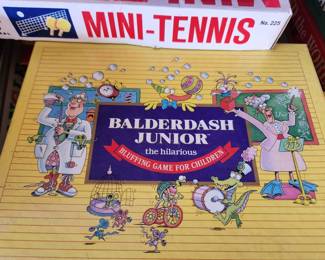 MINI-TENNIS
No. 225
BALDERDASH
JUNIOR
the hilarious
BLUFFING GAME FOR CHILDREN